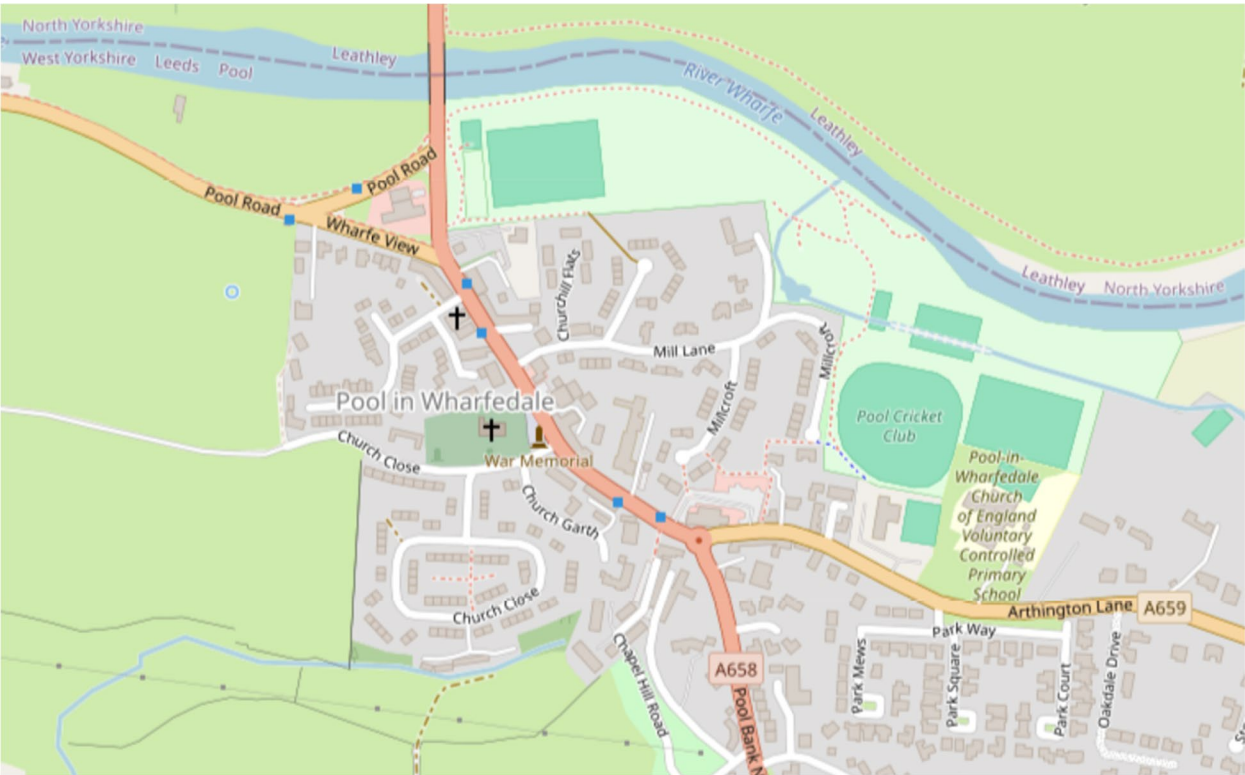 North Yorkshire
West Yorkshire Leeds Pool
Leathley
River Wharfe
Leathley
Pool Road
Pool Road
Wharfe View
Churchill Flats
Leathley North Yorkshire
Mill Lane
Millcroft
Millcroft
Pool in Wharfedale
Pool Cricket
Club
Church Close
War Memorial
Pool-in-
Wharfedale
Church
of England
Voluntary
Controlled
Primary
School
Church Garth
Church Close
Arthington Lane
A659
Park Way
Chapel Hill Road
A658
Pool Bank N
Park Mews
Park Square
Park Court
Oakdale Drive